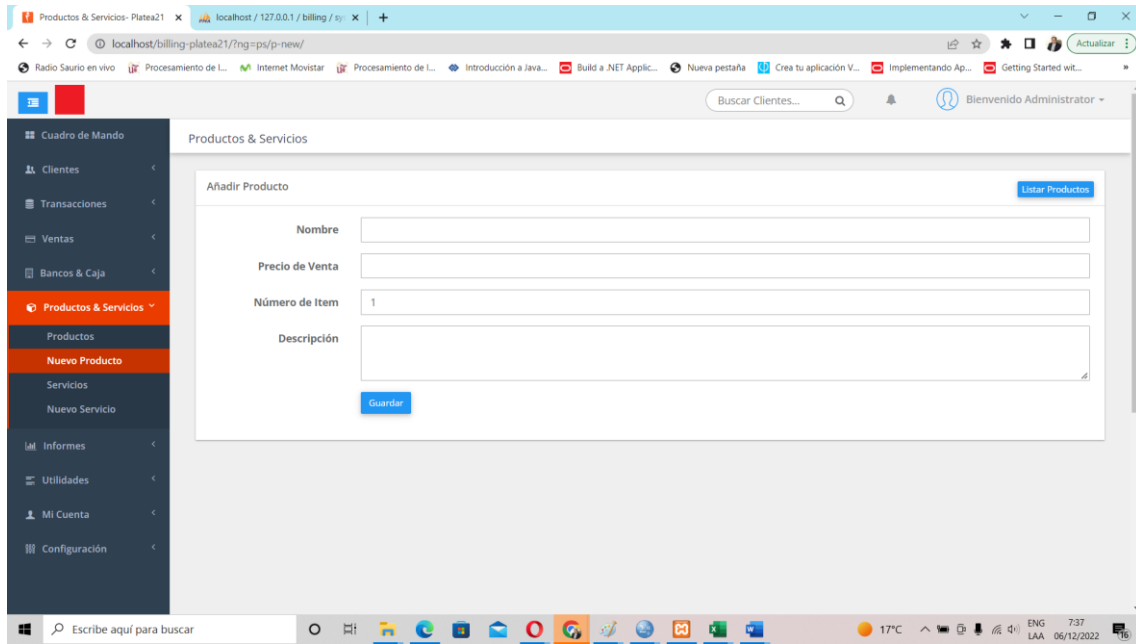 Productos & Servicios- Platea21
localhost / 127.0.0.1 / billing / sy
localhost/billing-platea21/?ng=ps/p-new/
Actualizar
Radio Saurio en vivo
Procesamiento de l...
Internet Movistar
Procesamiento de l...
Introducción a Java...
Build a .NET Applic...
Nueva pestaña
Crea tu aplicación V...
Implementando Ap...
Getting Started wit...
»
Buscar Clientes...
Bienvenido Administrator
Cuadro de Mando
Clientes
Transacciones
Ventas
Bancos & Caja
Productos & Servicios
Productos
Nuevo Producto
Servicios
Nuevo Servicio
Informes
Utilidades
Mi Cuenta
Configuración
Productos & Servicios
Añadir Producto
Listar Productos
Nombre
Precio de Venta
Número de Item
1
Descripción
Guardar
Escribe aquí para buscar
17°C
ENG
LAA
7:37
06/12/2022
16